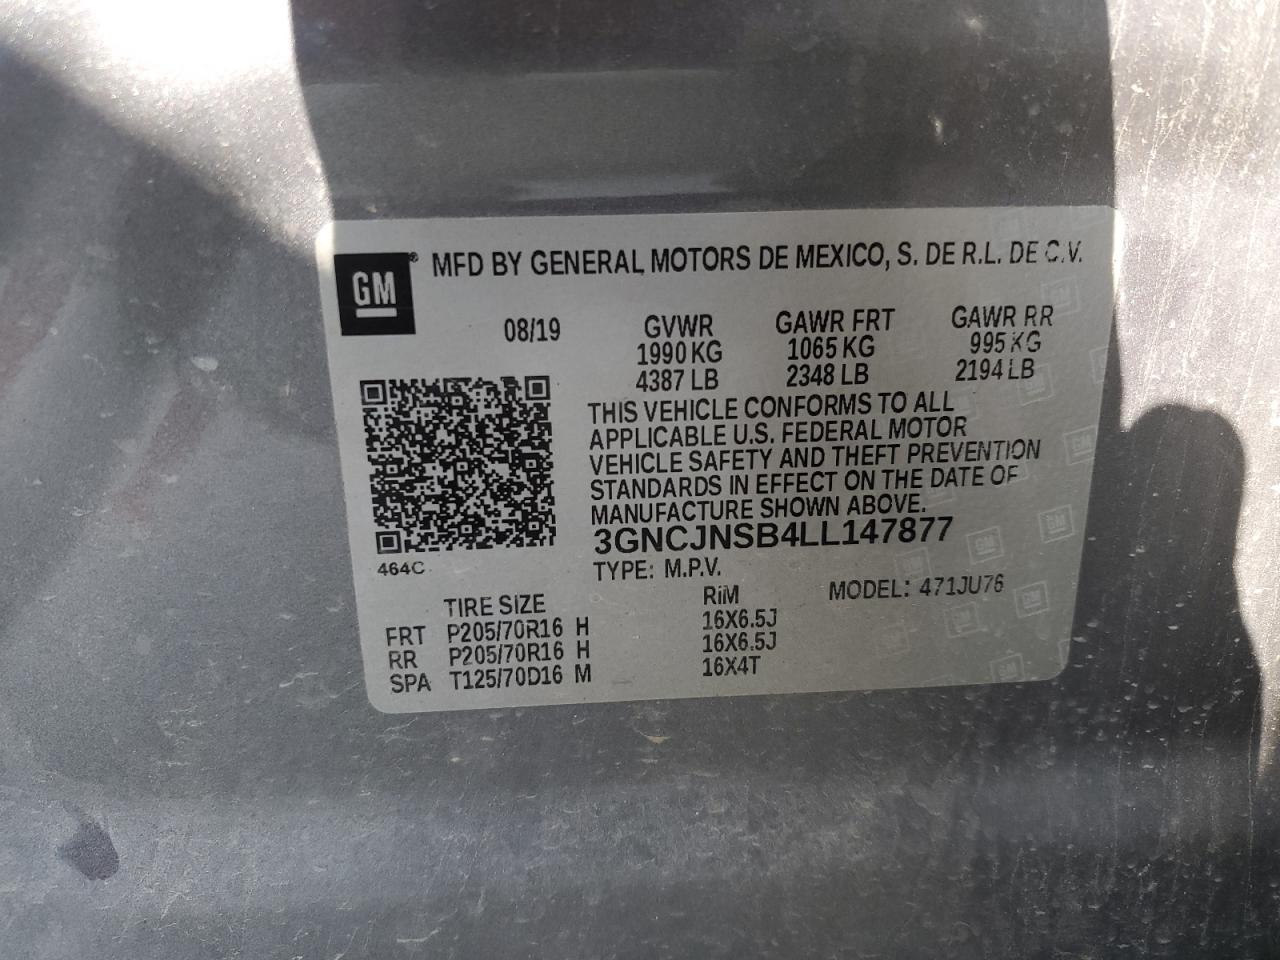 GM ® MFD BY GENERAL MOTORS DE MEXICO, S. DE R.L. DE C.V.
08/19 GVWR GAWR FRT GAWR RR
1990 KG 1065 KG 995 KG
4387 LB 2348 LB 2194 LB
THIS VEHICLE CONFORMS TO ALL
APPLICABLE U.S. FEDERAL MOTOR
VEHICLE SAFETY AND THEFT PREVENTION
STANDARDS IN EFFECT ON THE DATE OF
MANUFACTURE SHOWN ABOVE.
3GNCJNSB4LL147877
464C TYPE: M.P.V.
TIRE SIZE RIM MODEL: 471JU76
FRT P205/70R16 H 16X6.5J
RR P205/70R16 H 16X6.5J
SPA T125/70D16 M 16X4T